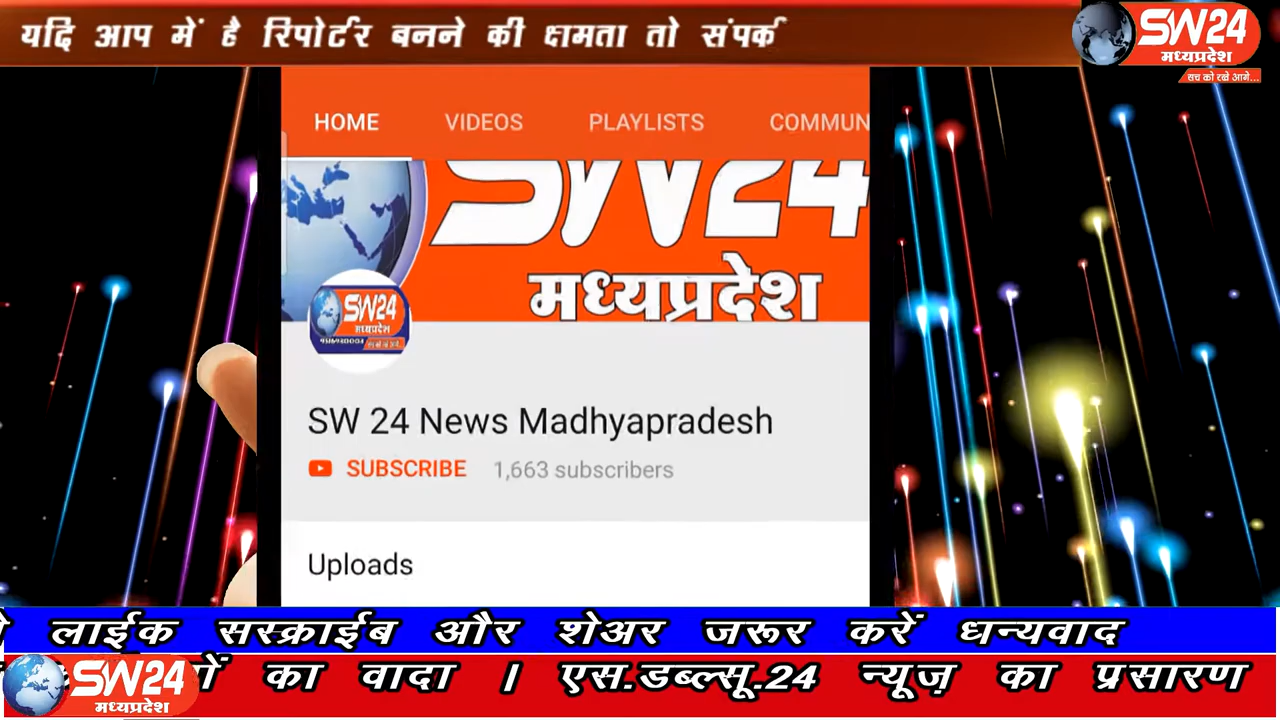 यदि आप में है रिपोर्टर बनने की क्षमता तो संपर्क
SW24
मध्यप्रदेश
सच को रखे आगे...
HOME VIDEOS PLAYLISTS COMMUN
SW24
मध्यप्रदेश
SW24
मध्यप्रदेश
SW 24 News Madhyapradesh
SUBSCRIBE 1,663 subscribers
Uploads
लाईक सस्क्राईब और शेअर जरूर करें धन्यवाद
का वादा । एस.डब्ल्सू.24 न्यूज़ का प्रसारण
SW24
मध्यप्रदेश